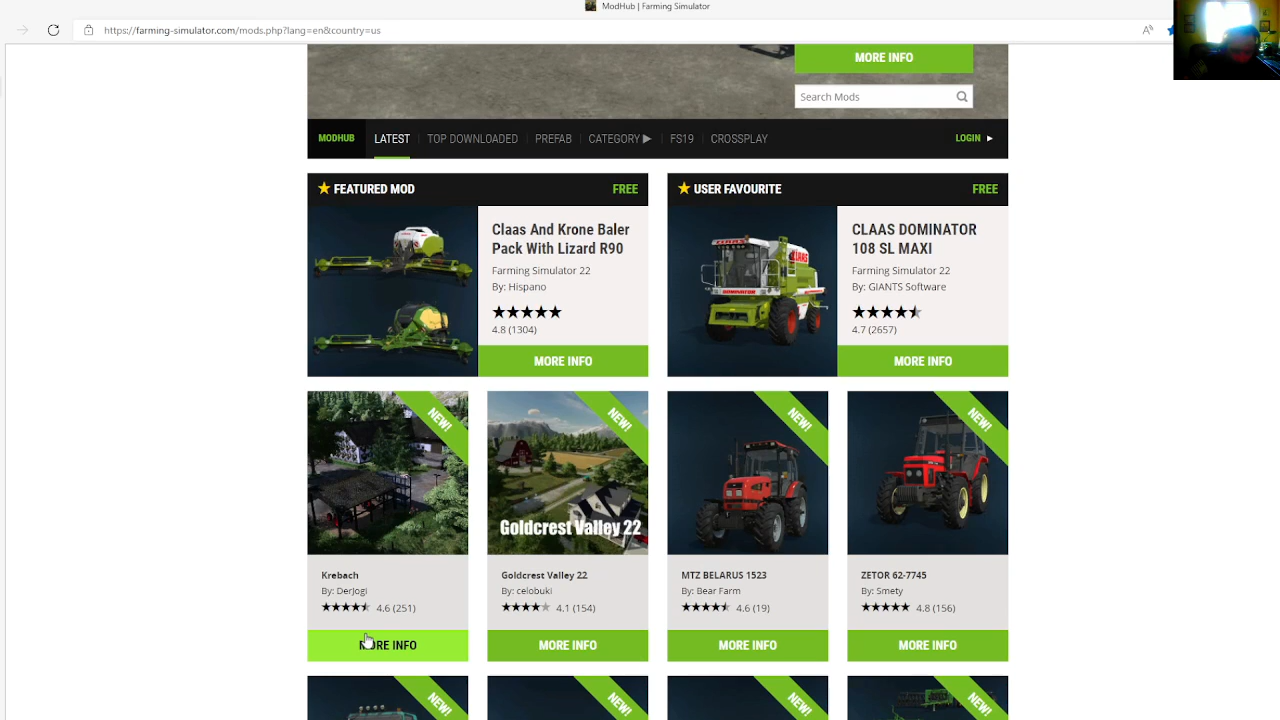 ModHub | Farming Simulator
https://farming-simulator.com/mods.php?lang=en&country=us
MORE INFO
Search Mods
MODHUB LATEST TOP DOWNLOADED PREFAB CATEGORY FS19 CROSSPLAY LOGIN
FEATURED MOD FREE
Claas And Krone Baler
Pack With Lizard R90
Farming Simulator 22
By: Hispano
4.8 (1304)
MORE INFO
USER FAVOURITE FREE
CLAAS DOMINATOR
108 SL MAXI
Farming Simulator 22
By: GIANTS Software
4.7 (2657)
MORE INFO
NEW!
Krebach
By: DerJogi
4.6 (251)
MORE INFO
NEW!
Goldcrest Valley 22
Goldcrest Valley 22
By: celobuki
4.1 (154)
MORE INFO
NEW!
MTZ BELARUS 1523
By: Bear Farm
4.6 (19)
MORE INFO
NEW!
ZETOR 62-7745
By: Smety
4.8 (156)
MORE INFO
NEW!
NEW!
NEW!
NEW!